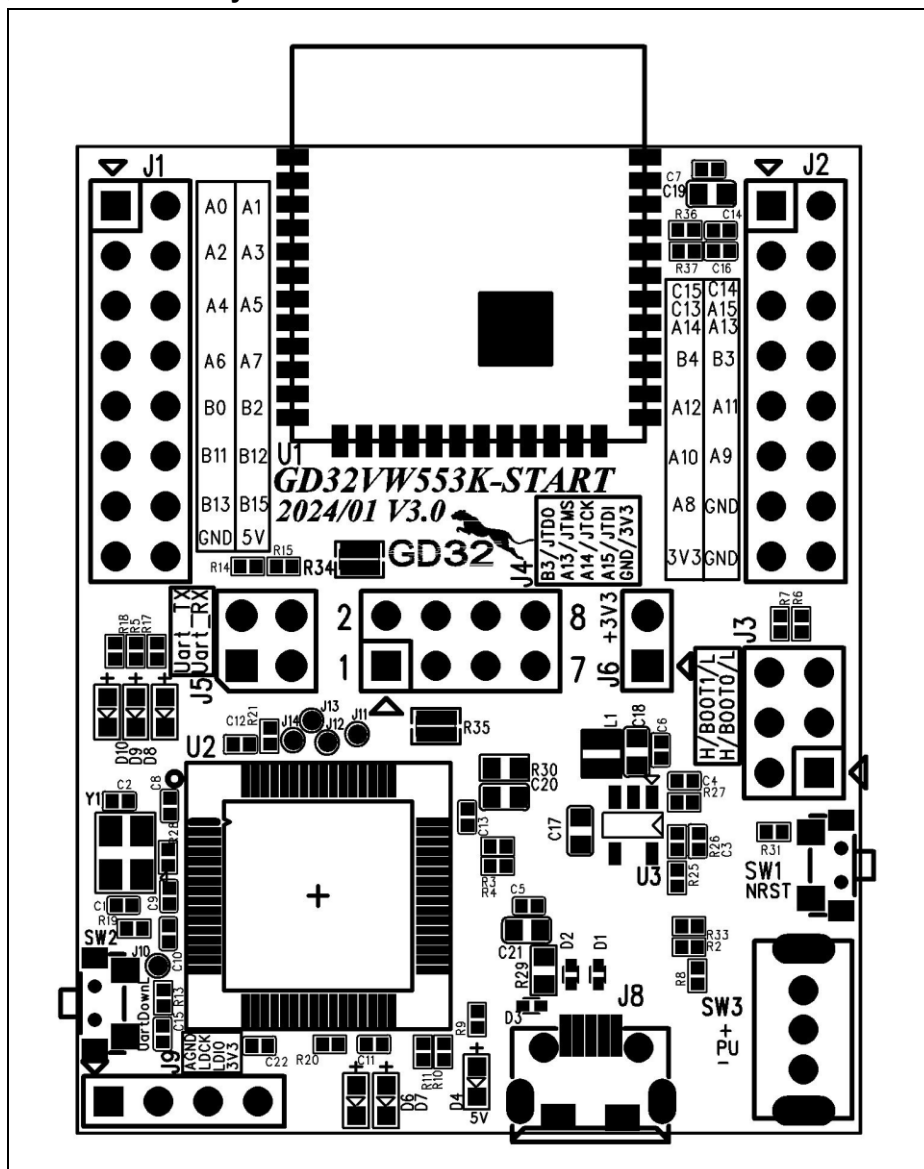 J1
J2
C7
C19
A0 A1
R36 C14
A2 A3
R37 C16
A4 A5
C15 C14
C13 A15
A14 A13
A6 A7
B4 B3
B0 B2
A12 A11
U1
B11 B12
A10 A9
GD32VW553K-START
2024/01 V3.0
B13 B15
A8 GND
GND 5V
3V3 GND
R14 R15 R34
GD32
J4
B3/JTDO
A13/JTMS
A14/JTCK
A15/JTDI
GND/3V3
R18
R5
R17
Uart_TX
Uart_RX
J5
2 8
1 7
+3V3
J6
R7
R6
J3
H/BOOT1/L
H/BOOT0/L
+ + +
D10
D9
D8
U2
C12
R21
J14
J13
J12
J11
R35
L1
C18
C6
Y1
C2
C8
R30
C20
C4
R27
R28
C13
C17
R26
C3
R31
R3
R4
U3
R25
SW1
NRST
C1
C9
R19
C5
SW2
J10
C10
C21
D2
D1
R33
R2
R29
R8
UartDownL
R13
C15
D3
J8
SW3
+
PU
-
J9
AGND
LDCK
LDIO
3V3
C22
R20
C11
R11
R10
R9
+ + +
D6
D7
D4
5V